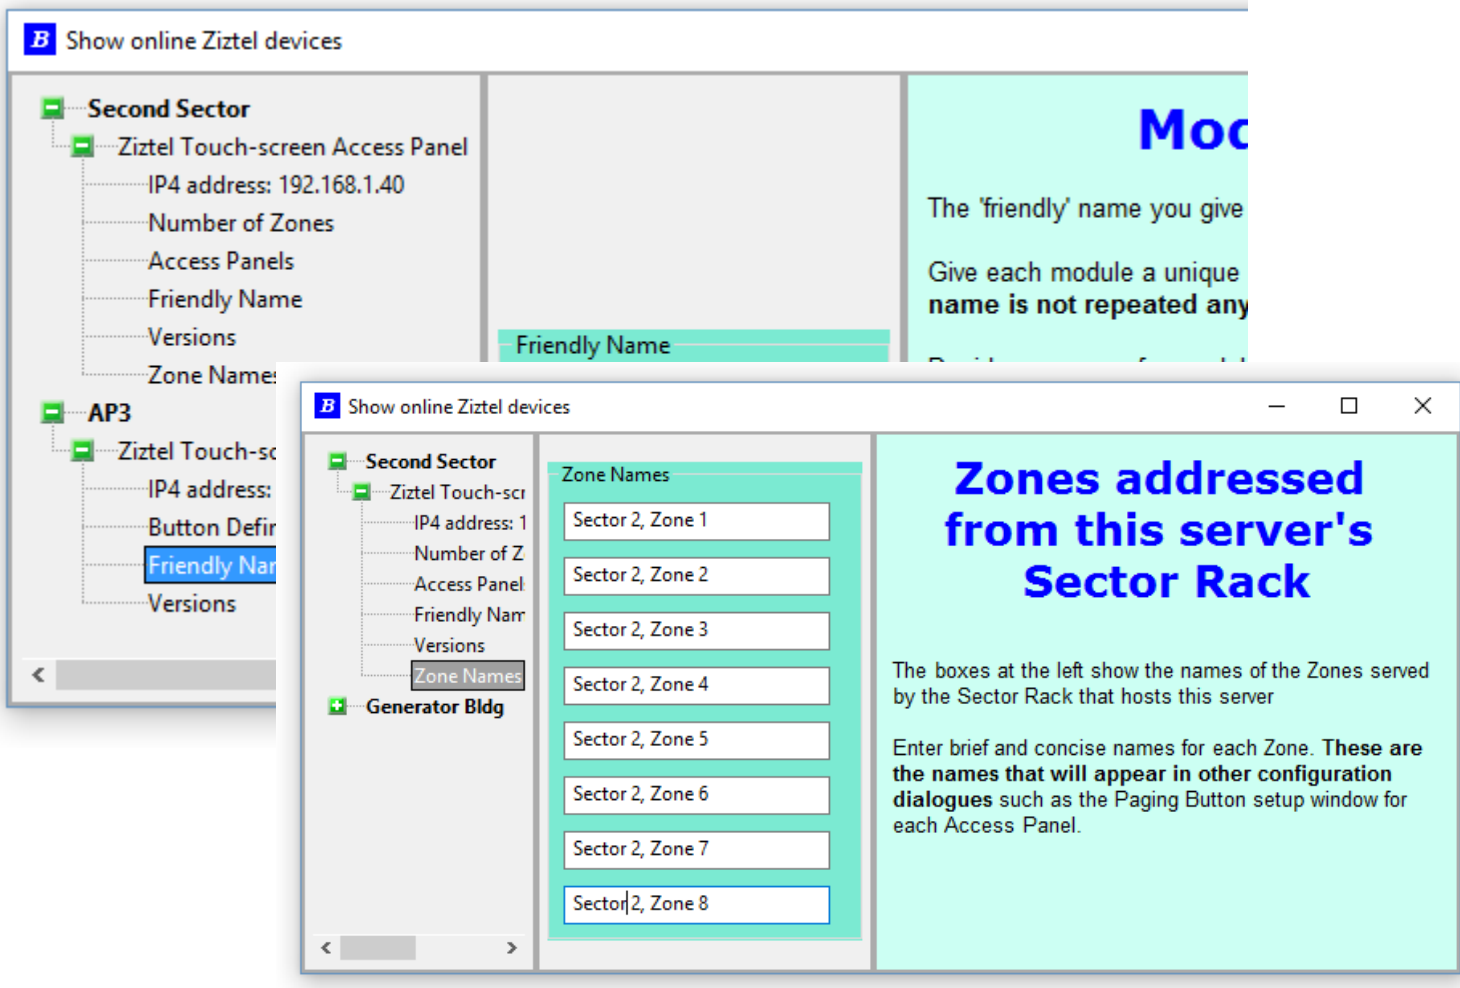 B Show online Ziztel devices
Second Sector
Ziztel Touch-screen Access Panel
IP4 address: 192.168.1.40
Number of Zones
Access Panels
Friendly Name
Versions
Zone Names
AP3
Ziztel Touch-sc
IP4 address:
Button Defir
Friendly Nar
Versions
Friendly Name
Moc
The 'friendly' name you give
Give each module a unique
name is not repeated any
B Show online Ziztel devices
Second Sector
Ziztel Touch-scr
IP4 address: 1
Number of Z
Access Panel
Friendly Nam
Versions
Zone Names
Generator Bldg
Zone Names
Sector 2, Zone 1
Sector 2, Zone 2
Sector 2, Zone 3
Sector 2, Zone 4
Sector 2, Zone 5
Sector 2, Zone 6
Sector 2, Zone 7
Sector 2, Zone 8
Zones addressed
from this server's
Sector Rack
The boxes at the left show the names of the Zones served
by the Sector Rack that hosts this server
Enter brief and concise names for each Zone. These are
the names that will appear in other configuration
dialogues such as the Paging Button setup window for
each Access Panel.